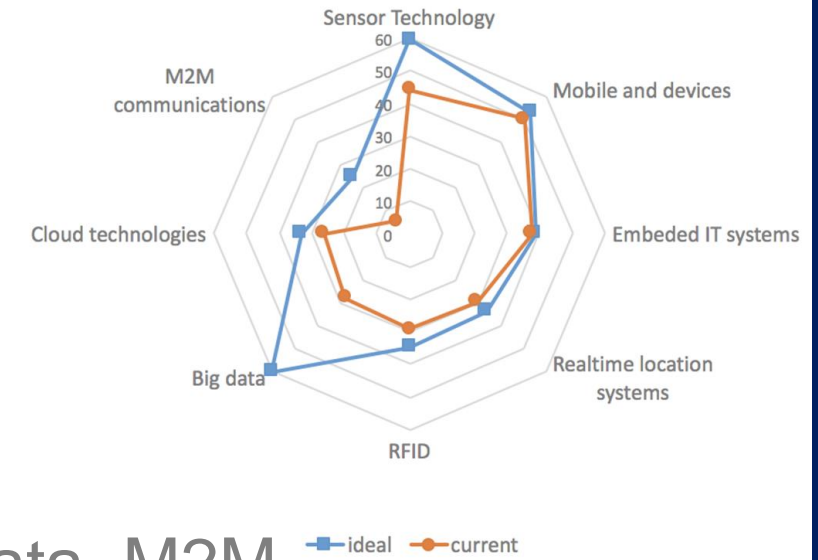 Sensor Technology
60
50
40
30
20
10
0
M2M
communications
Mobile and devices
Cloud technologies
Embeded IT systems
Big data
Realtime location
systems
RFID
M2M
ideal
current